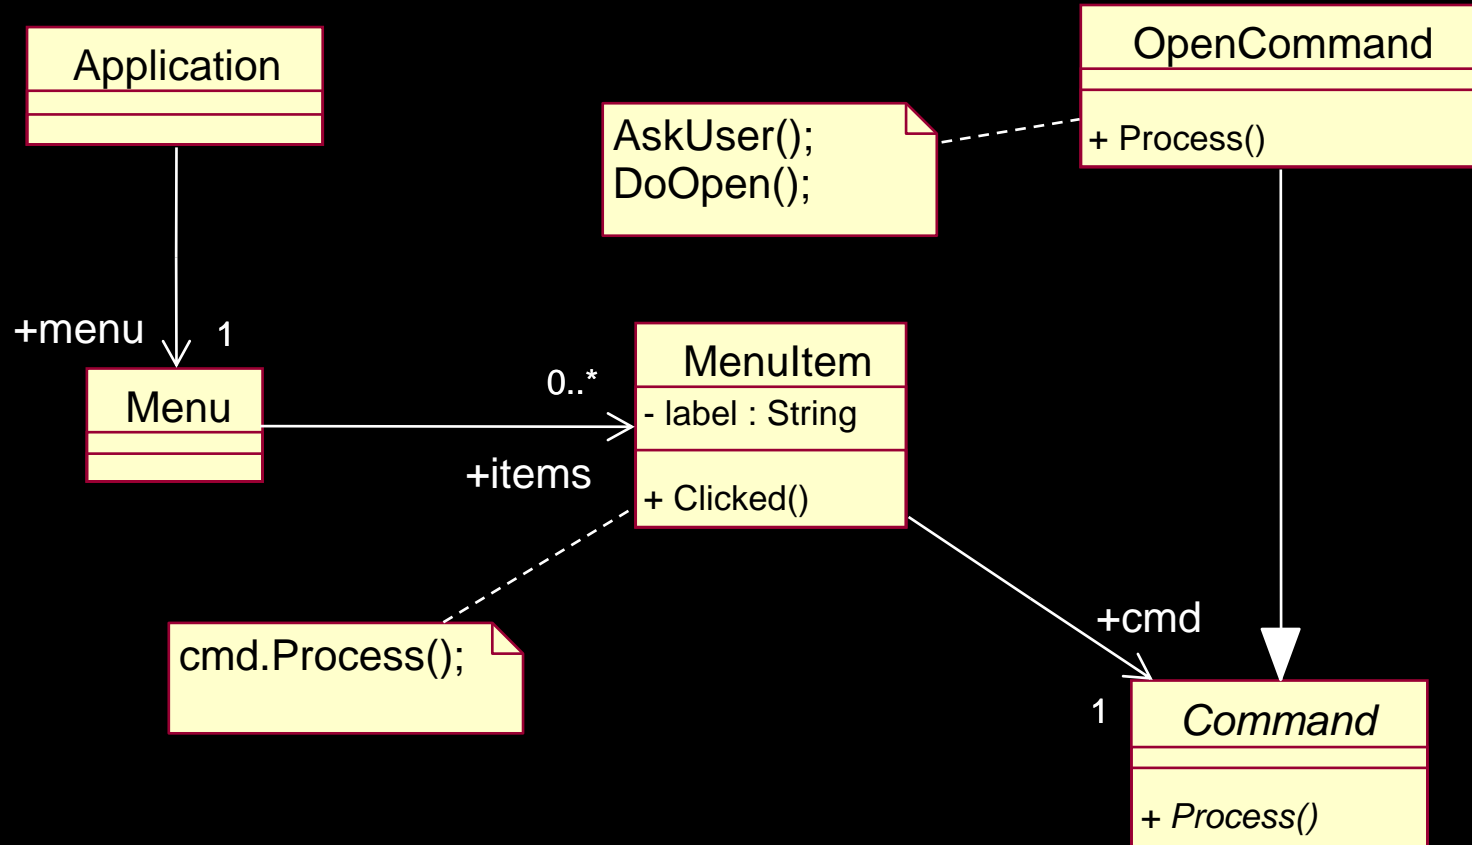 Application
OpenCommand
+ Process()
AskUser();
DoOpen();
+menu
1
Menu
0..*
+items
MenuItem
- label : String
+ Clicked()
cmd.Process();
+cmd
1
Command
+ Process()